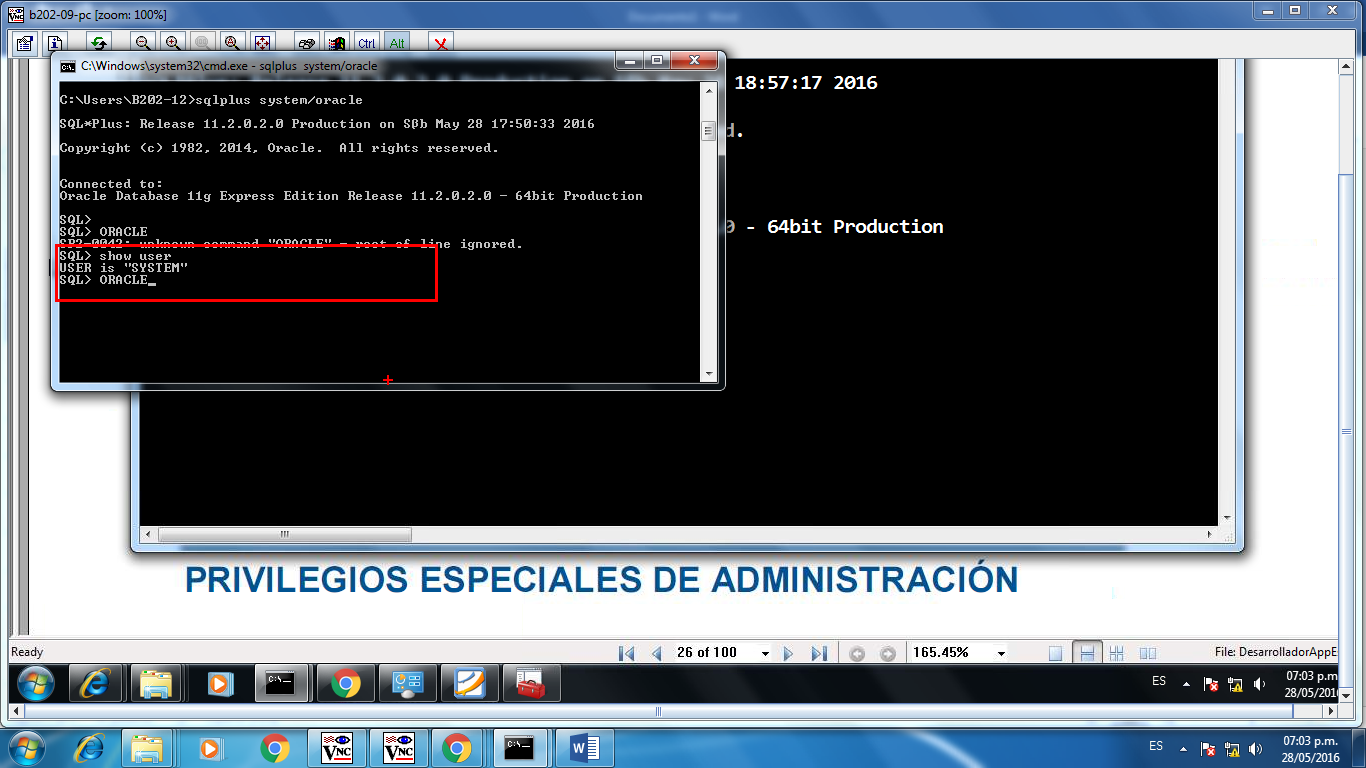 b202-09-pc [zoom: 100%]
Ctrl
Alt
C:\Windows\system32\cmd.exe - sqlplus  system/oracle
C:\Users\B202-12>sqlplus system/oracle
SQL*Plus: Release 11.2.0.2.0 Production on Sßb May 28 17:50:33 2016
Copyright (c) 1982, 2014, Oracle.  All rights reserved.
Connected to:
Oracle Database 11g Express Edition Release 11.2.0.2.0 - 64bit Production
SQL>
SQL> ORACLE
SP2-0042: unknown command "ORACLE" - rest of line ignored.
SQL> show user
USER is "SYSTEM"
SQL> ORACLE_
18:57:17 2016
d.
0 - 64bit Production
PRIVILEGIOS ESPECIALES DE ADMINISTRACIÓN
Ready
26 of 100
165.45%
File: DesarrolladorAppE
ES
07:03 p.m.
28/05/2016
ES
07:03 p.m.
28/05/2016